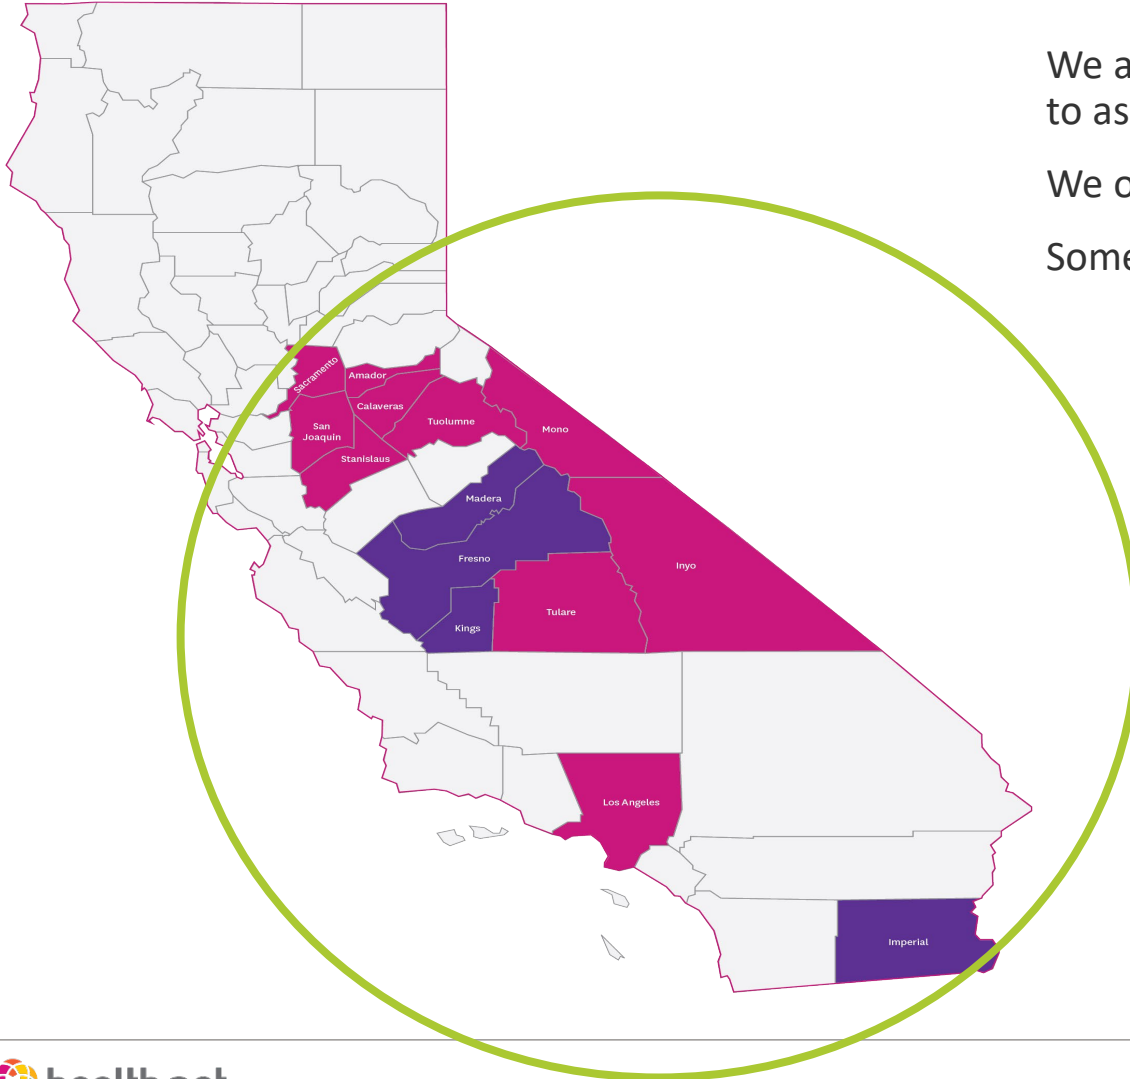 We a
to as
We o
Some
Sacramento
Amador
Calaveras
San
Joaquin
Tuolumne
Mono
Stanislaus
Madera
Fresno
Inyo
Tulare
Kings
Los Angeles
Imperial